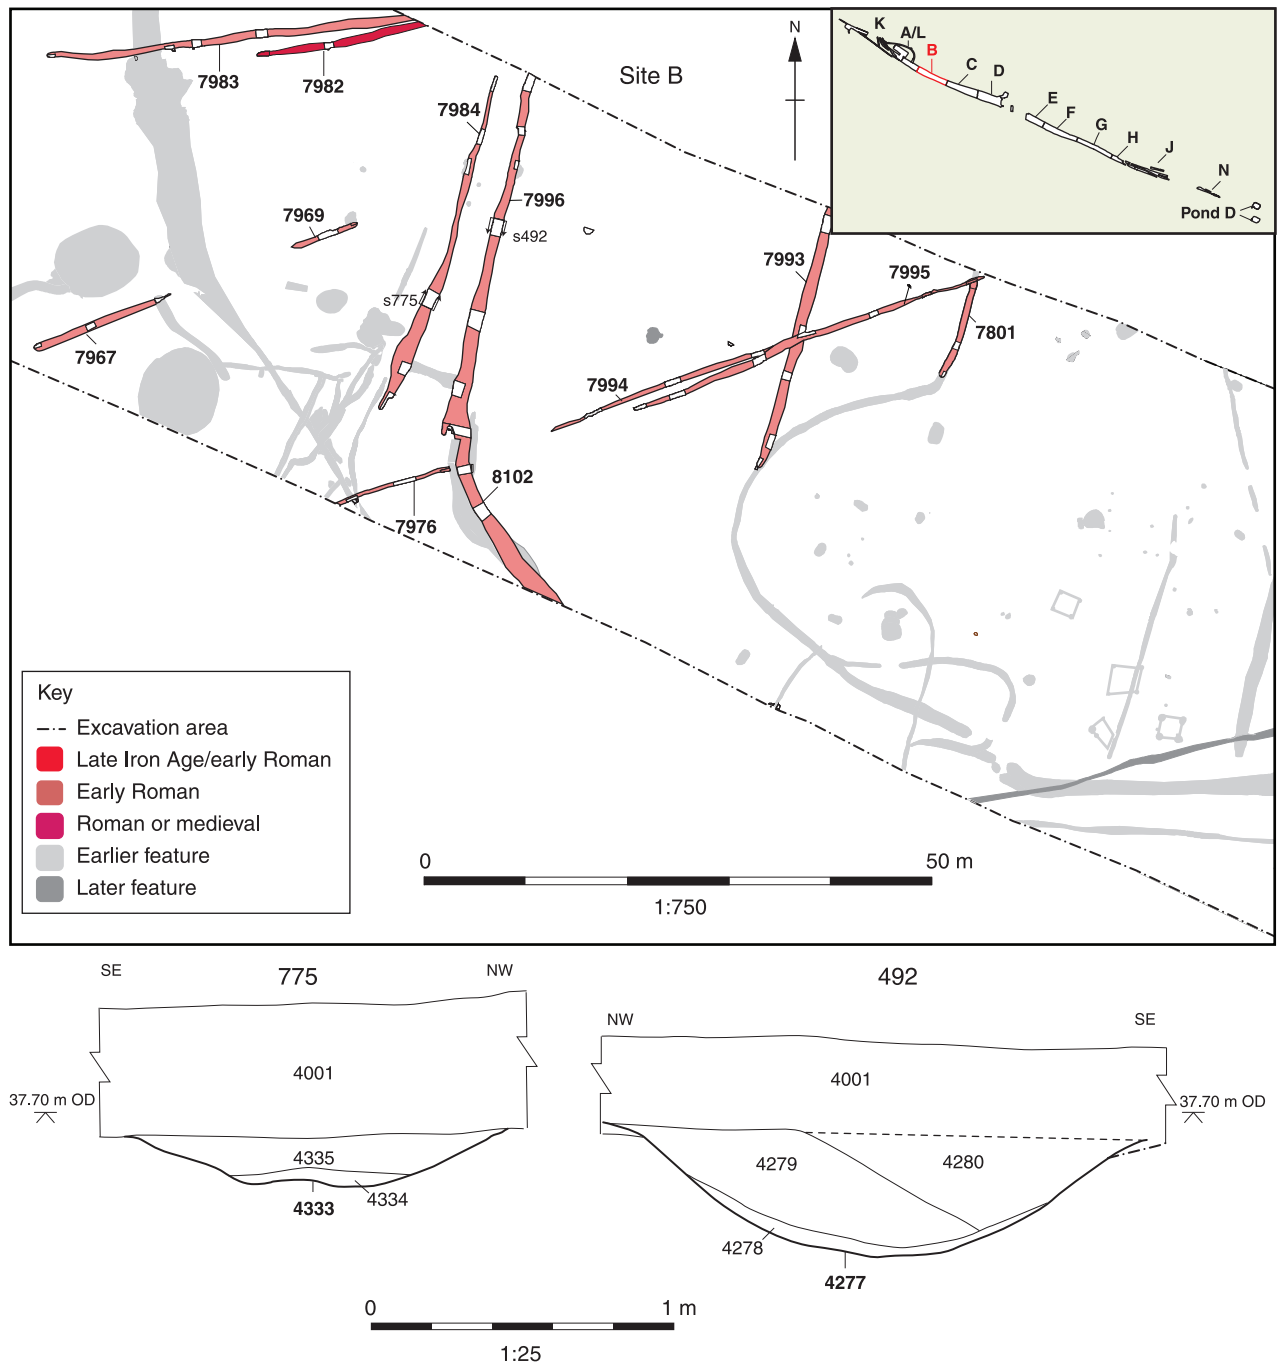 Site B
N
K
A/L
B
C
D
E
F
G
H
J
N
Pond D
7983
7982
7984
7996
7969
s492
s775
7967
7993
7995
7801
7994
8102
7976
Key
Excavation area
Late Iron Age/early Roman
Early Roman
Roman or medieval
Earlier feature
Later feature
0 50 m
1:750
SE 775 NW
4001
37.70 m OD
4335
4334
4333
492
NW SE
4001
37.70 m OD
4279
4280
4278
4277
0 1 m
1:25